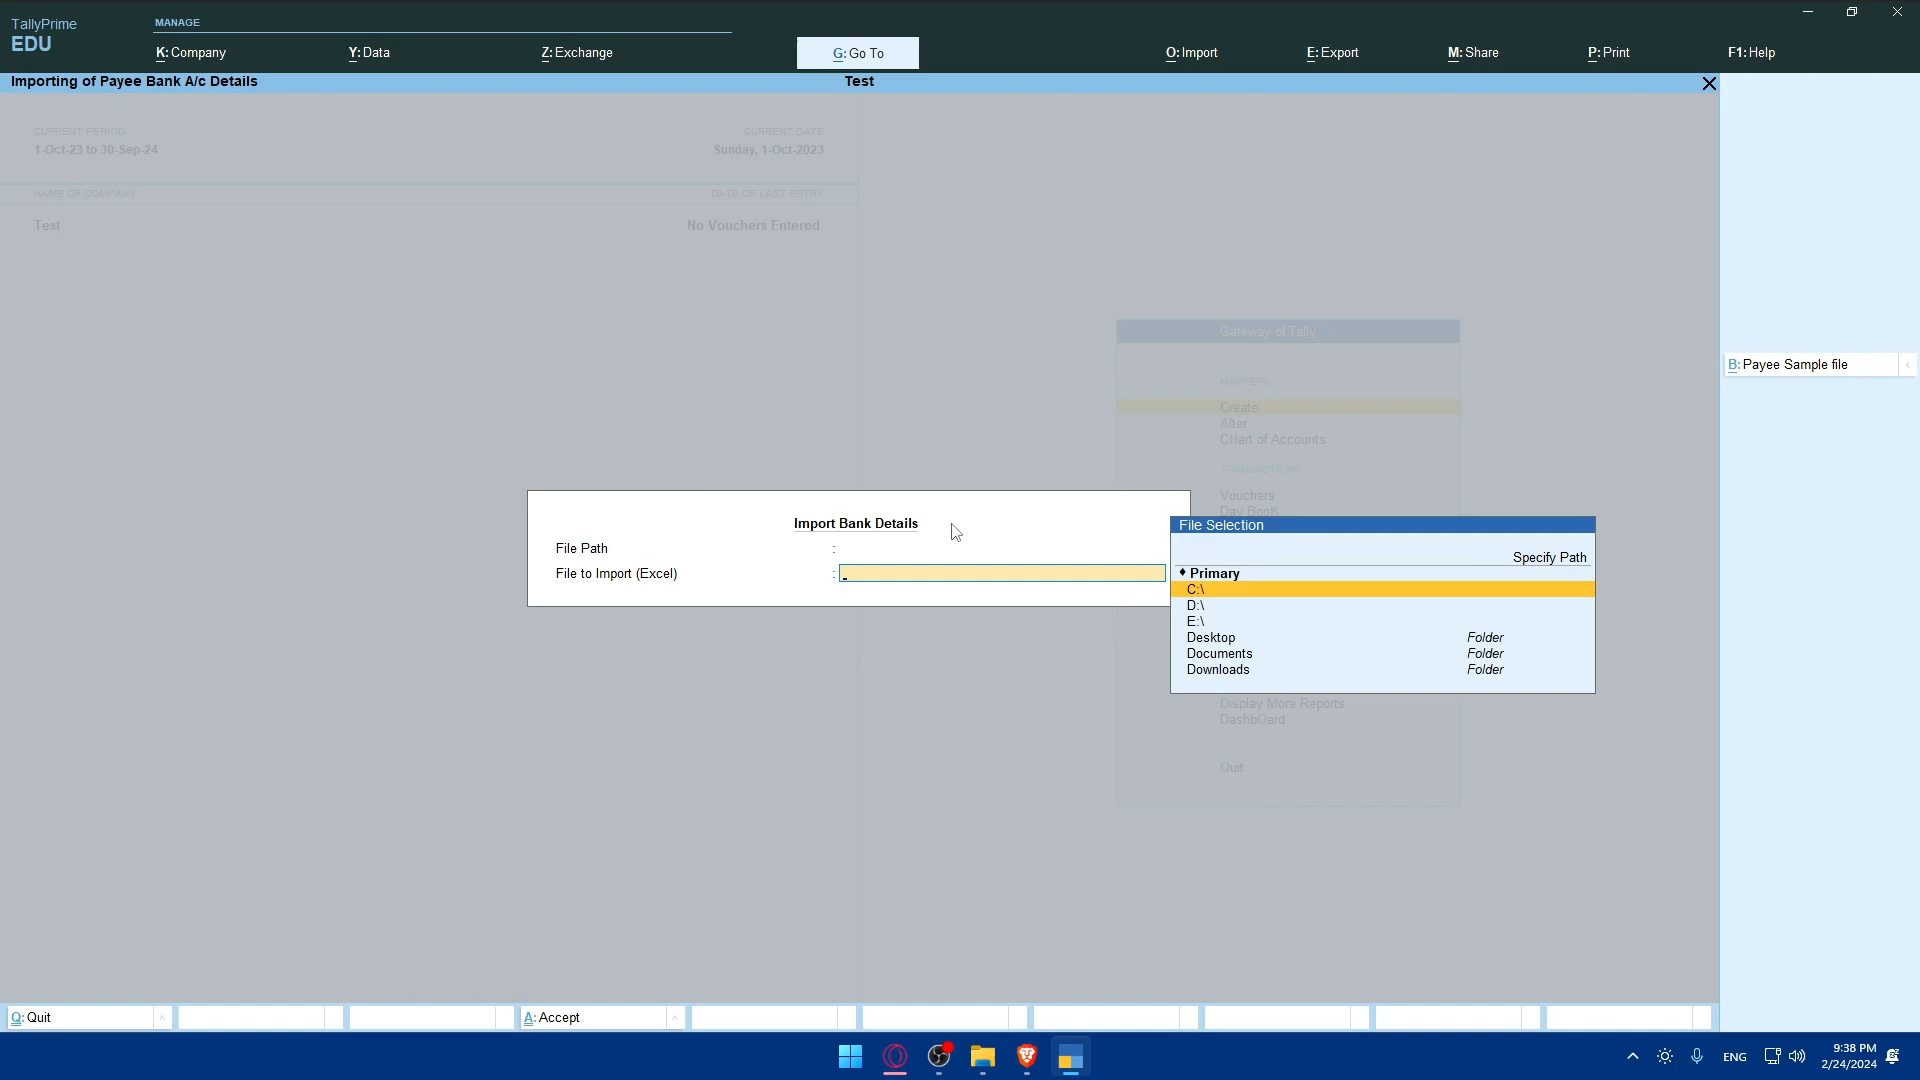 TallyPrime
EDU
MANAGE
K: Company
Y: Data
Z: Exchange
G: Go To
O: Import
E: Export
M: Share
P: Print
F1: Help
Importing of Payee Bank A/c Details
Test
CURRENT PERIOD
CURRENT DATE
1-Oct-23 to 30-Sep-24
Sunday, 1-Oct-2023
NAME OF COMPANY
DATE OF LAST ENTRY
Test
No Vouchers Entered
Gateway of Tally
MASTERS
Create
Alter
CHart of Accounts
TRANSACTIONS
Vouchers
Day BooK
B: Payee Sample file
Import Bank Details
File Path :
File to Import (Excel) :
File Selection
Specify Path
♦ Primary
C:\
D:\
E:\
Desktop Folder
Documents Folder
Downloads Folder
Display More Reports
DashbOard
Quit
Q: Quit
A: Accept
ENG
9:38 PM
2/24/2024